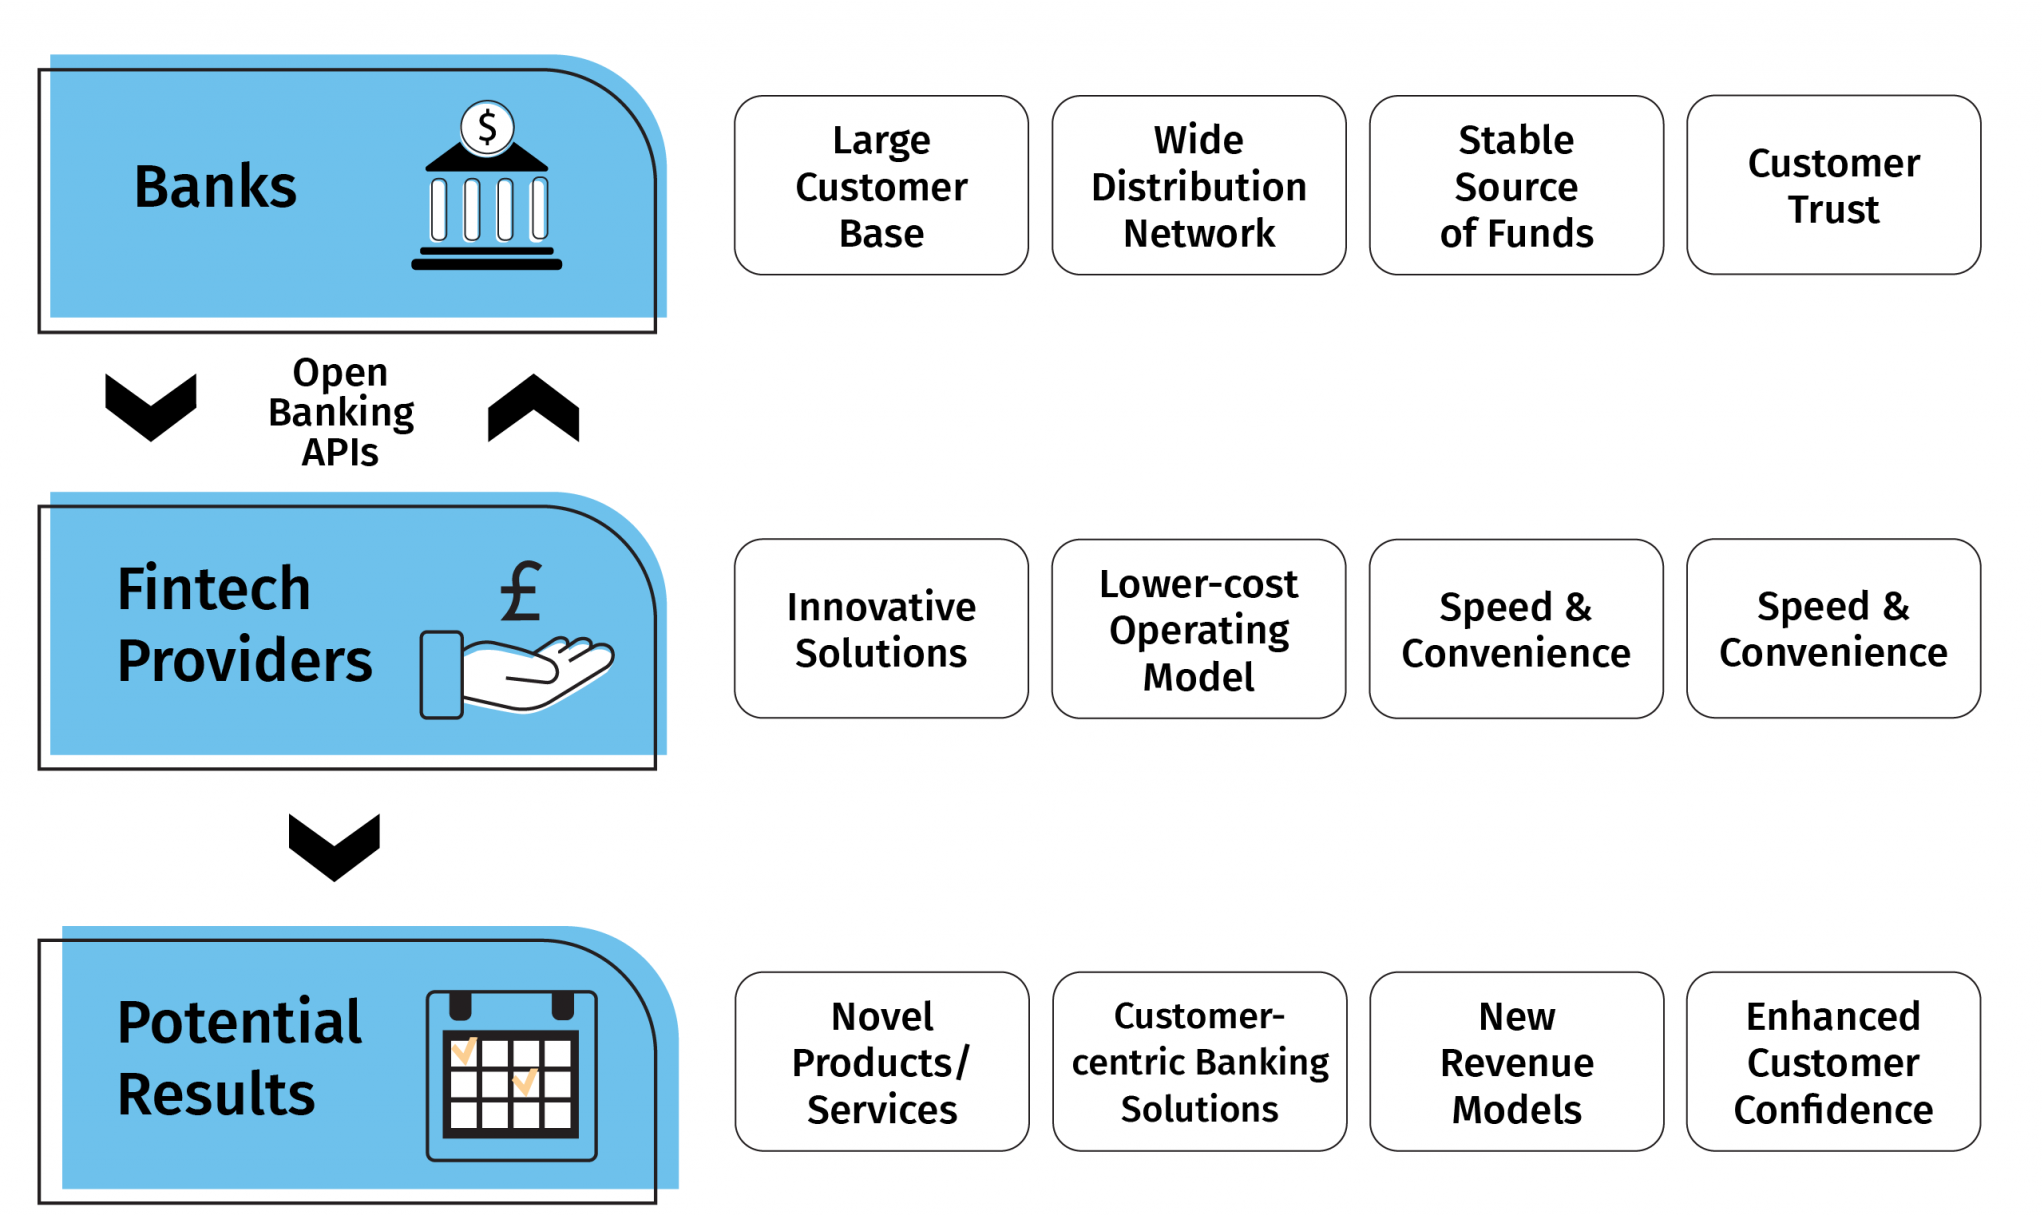 Banks
$
Large
Customer
Base
Wide
Distribution
Network
Stable
Source
of Funds
Customer
Trust
Open
Banking
APIs
Fintech
Providers
£
Innovative
Solutions
Lower-cost
Operating
Model
Speed &
Convenience
Speed &
Convenience
Potential
Results
Novel
Products/
Services
Customer-
centric Banking
Solutions
New
Revenue
Models
Enhanced
Customer
Confidence